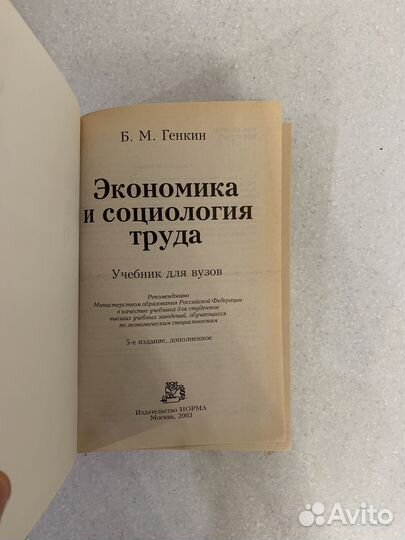 Б. М. Генкин
Экономика
и социология
труда
Учебник для вузов
Рекомендовано
Министерством образования Российской Федерации
в качестве учебника для студентов
высших учебных заведений, обучающихся
по экономическим специальностям
5-е издание, дополненное
Издательство НОРМА
Москва, 2003
Avito